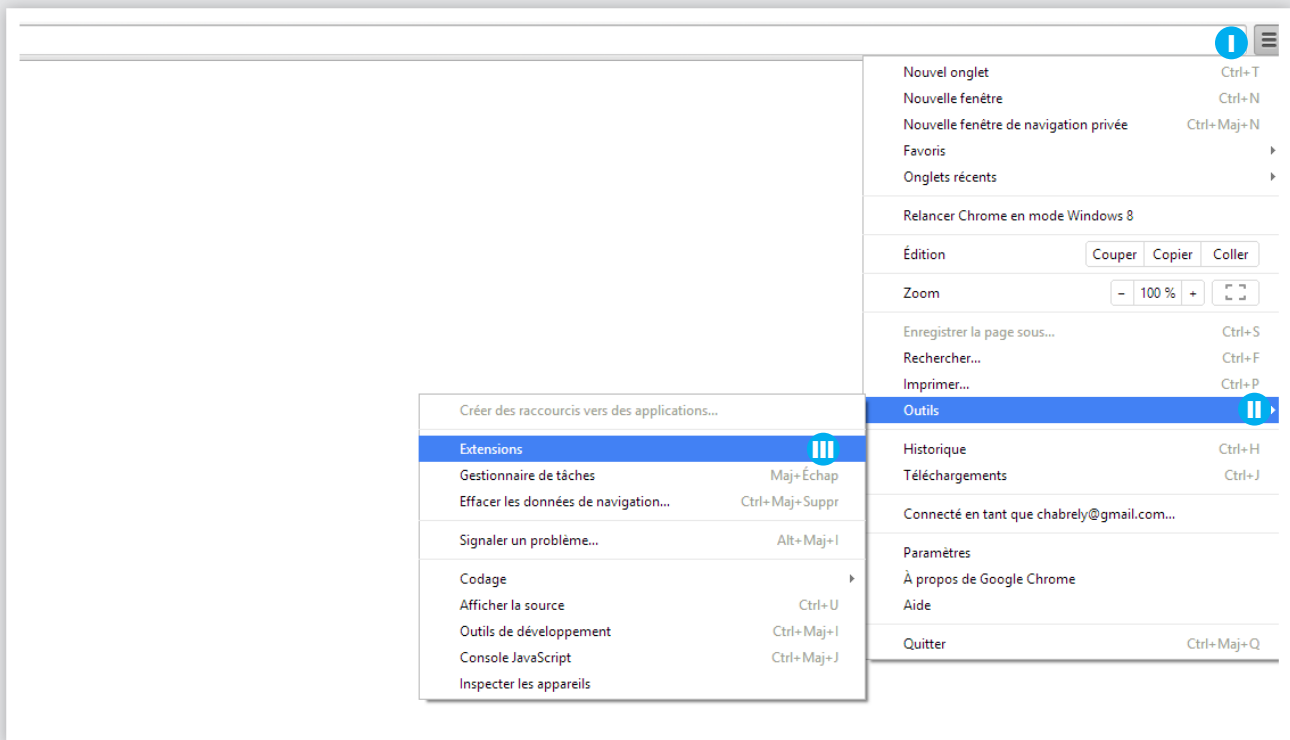 I
Nouvel onglet Ctrl+T
Nouvelle fenêtre Ctrl+N
Nouvelle fenêtre de navigation privée Ctrl+Maj+N
Favoris
Onglets récents
Relancer Chrome en mode Windows 8
Édition Couper Copier Coller
Zoom − 100 % +
Enregistrer la page sous... Ctrl+S
Rechercher... Ctrl+F
Imprimer... Ctrl+P
Outils II
Historique Ctrl+H
Téléchargements Ctrl+J
Connecté en tant que chabrely@gmail.com...
Paramètres
À propos de Google Chrome
Aide
Quitter Ctrl+Maj+Q
Créer des raccourcis vers des applications...
Extensions III
Gestionnaire de tâches Maj+Échap
Effacer les données de navigation... Ctrl+Maj+Suppr
Signaler un problème... Alt+Maj+I
Codage
Afficher la source Ctrl+U
Outils de développement Ctrl+Maj+I
Console JavaScript Ctrl+Maj+J
Inspecter les appareils